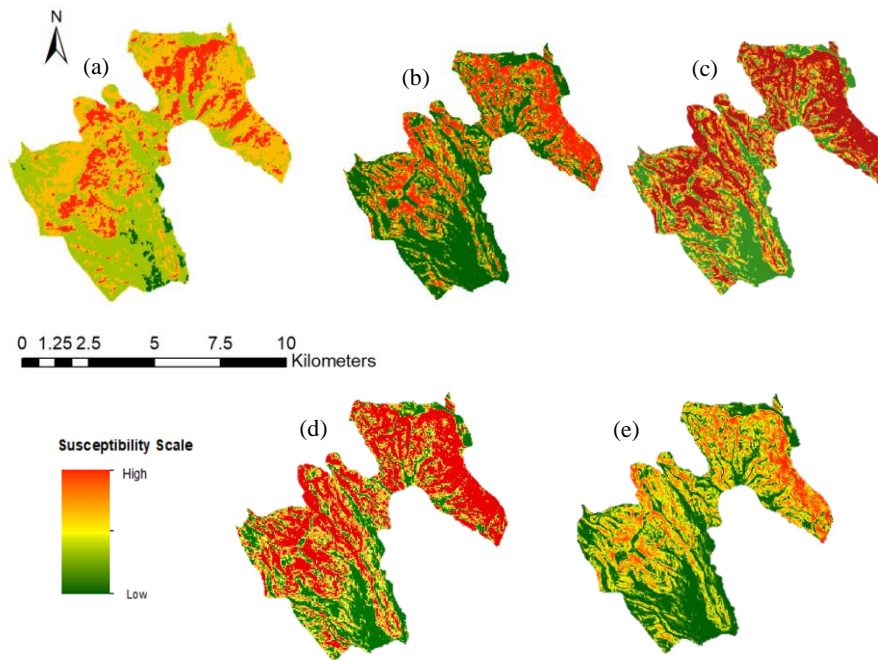 N
(a)
(b)
(c)
0 1.25 2.5 5 7.5 10
Kilometers
(d)
(e)
Susceptibility Scale
High
Low